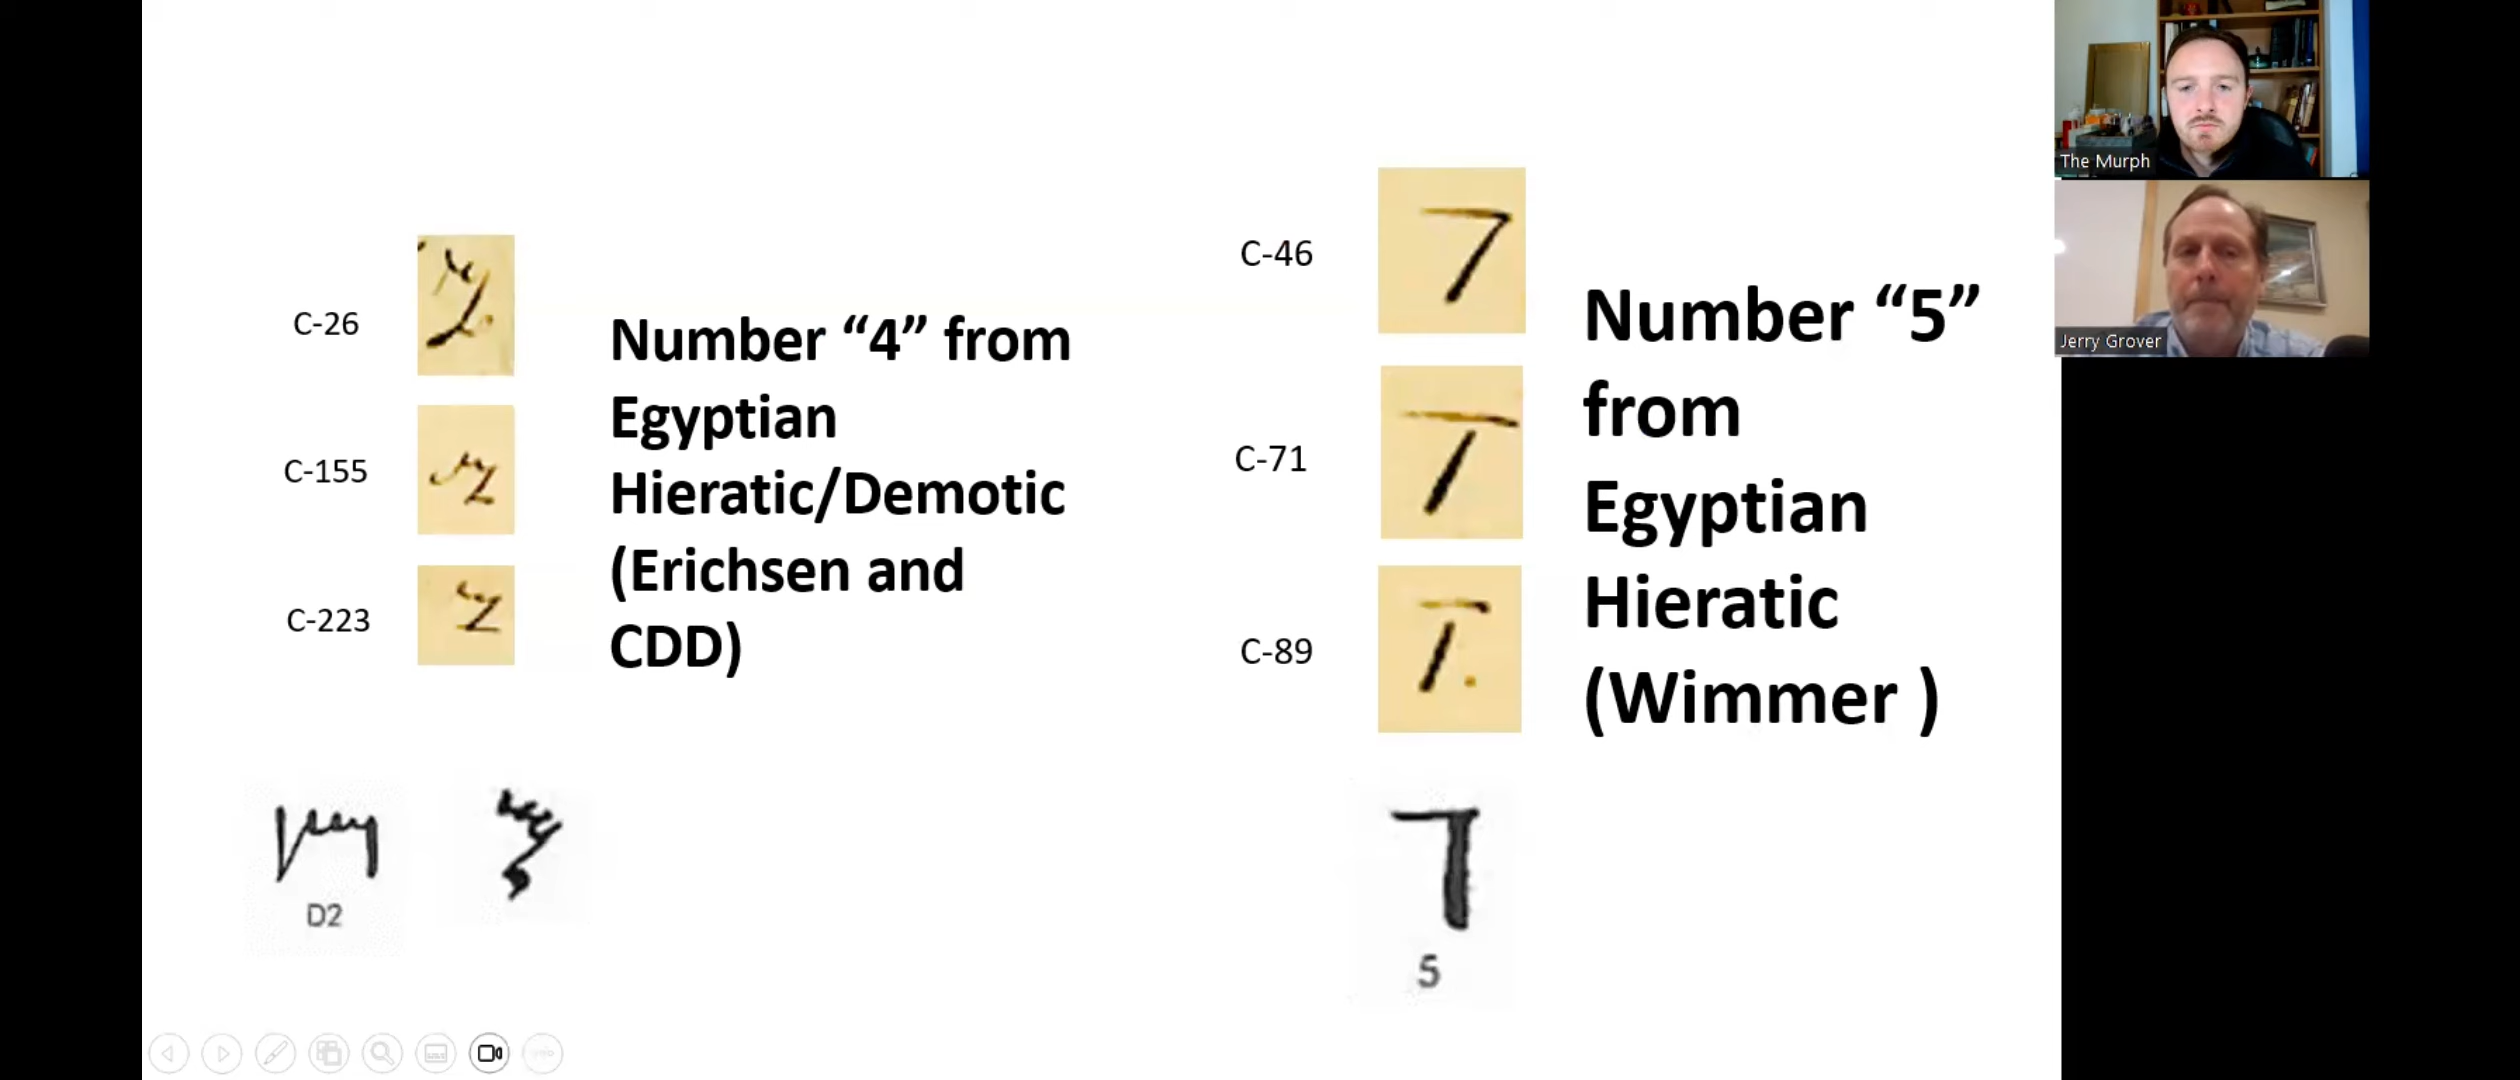 C-26
C-155
C-223
Number “4” from
Egyptian
Hieratic/Demotic
(Erichsen and
CDD)
D2
C-46
C-71
C-89
Number “5”
from
Egyptian
Hieratic
(Wimmer )
5
The Murph
Jerry Grover